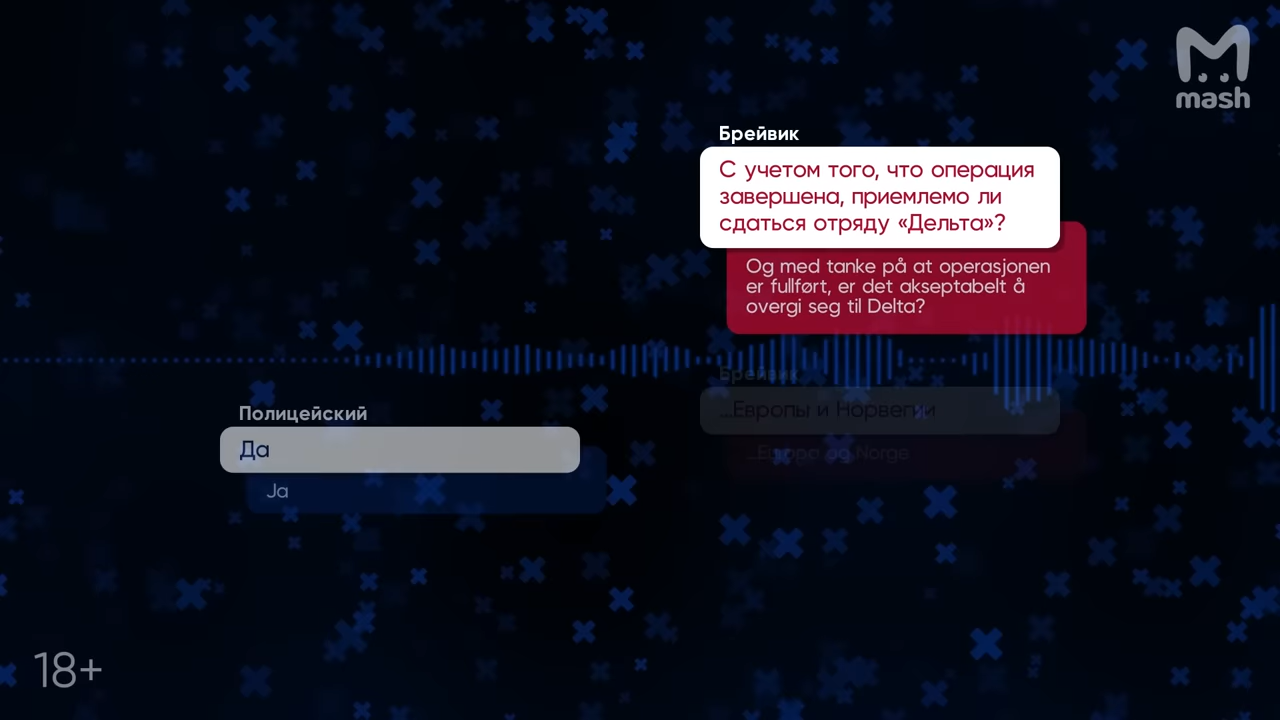 mash
Брейвик
С учетом того, что операция
завершена, приемлемо ли
сдаться отряду «Дельта»?
Og med tanke på at operasjonen
er fullført, er det akseptabelt å
overgi seg til Delta?
Брейвик
...Европы и Норвегии
...Europa og Norge
Полицейский
Да
Ja
18+